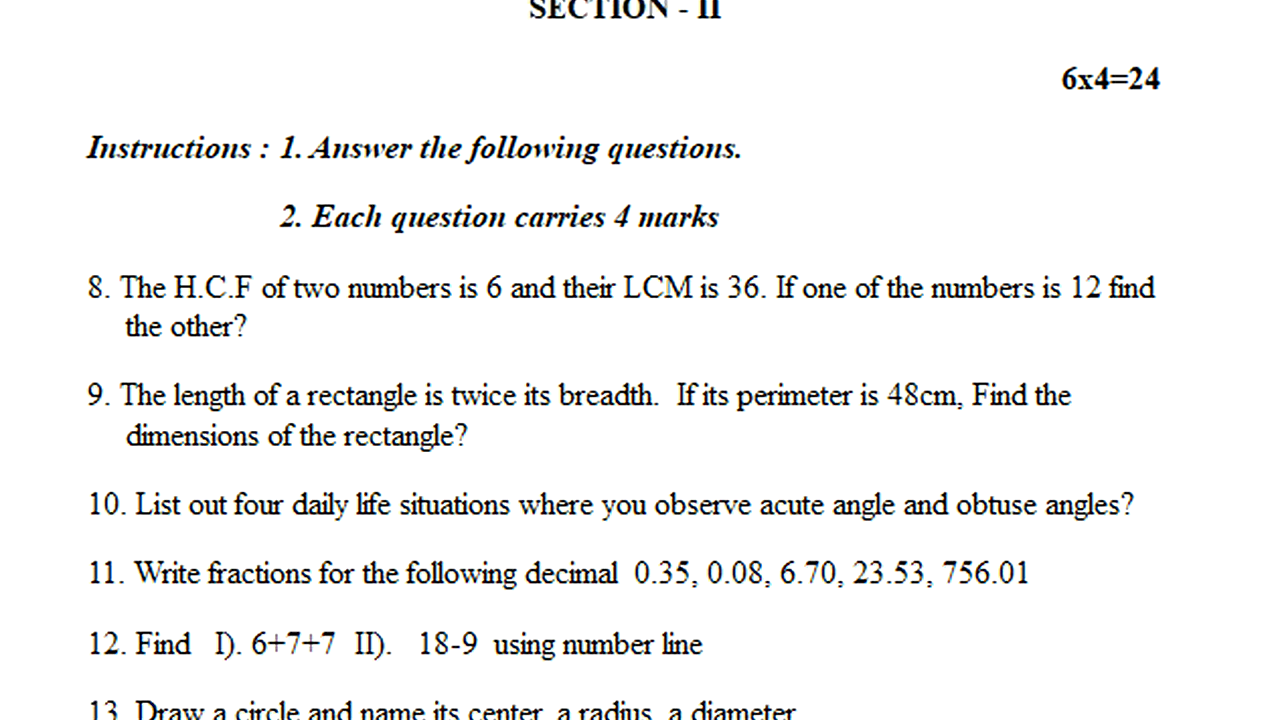 SECTION - II
6x4=24
Instructions : 1. Answer the following questions.
2. Each question carries 4 marks
8. The H.C.F of two numbers is 6 and their LCM is 36. If one of the numbers is 12 find
the other?
9. The length of a rectangle is twice its breadth. If its perimeter is 48cm, Find the
dimensions of the rectangle?
10. List out four daily life situations where you observe acute angle and obtuse angles?
11. Write fractions for the following decimal 0.35, 0.08, 6.70, 23.53, 756.01
12. Find I). 6+7+7 II). 18-9 using number line
13. Draw a circle and name its center, a radius, a diameter